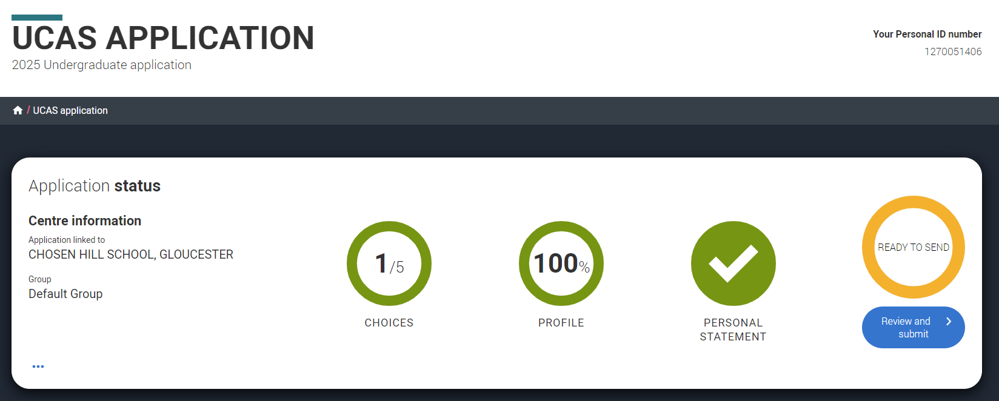 UCAS APPLICATION
2025 Undergraduate application
Your Personal ID number
1270051406
/ UCAS application
Application status
Centre information
Application linked to
CHOSEN HILL SCHOOL, GLOUCESTER
Group
Default Group
1/5
CHOICES
100%
PROFILE
PERSONAL
STATEMENT
READY TO SEND
Review and
submit